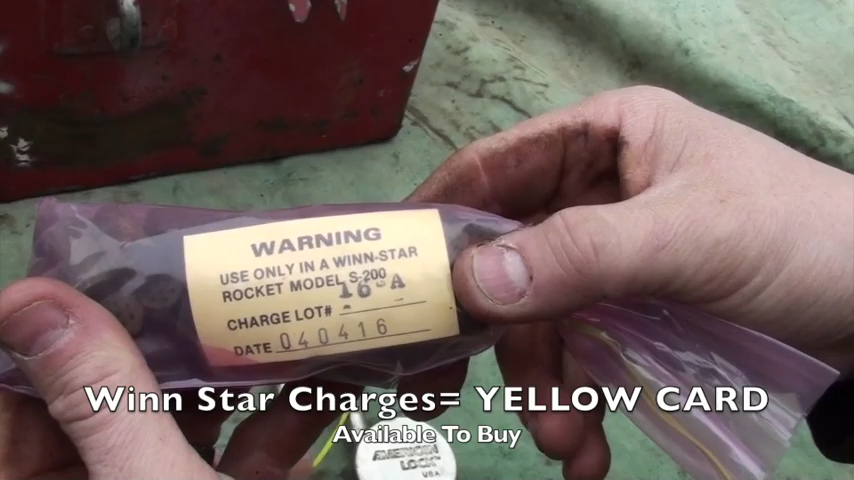 WARNING
USE ONLY IN A WINN-STAR
ROCKET MODEL S-200
16-A
CHARGE LOT#
DATE 040416
Winn Star Charges= YELLOW CARD
Available To Buy
AMERICAN
LOCK
USA